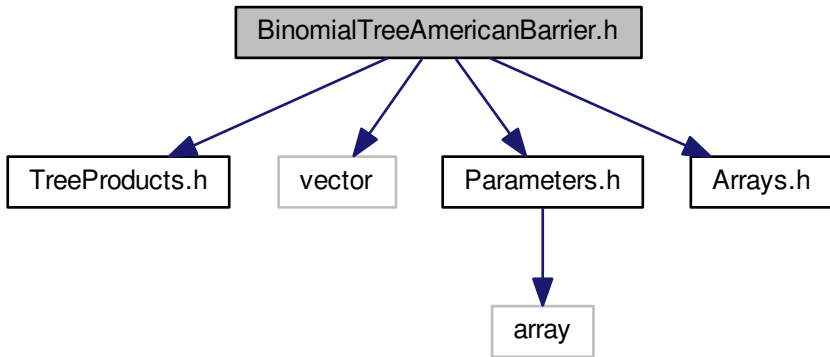 BinomialTreeAmericanBarrier.h
TreeProducts.h
vector
Parameters.h
Arrays.h
array